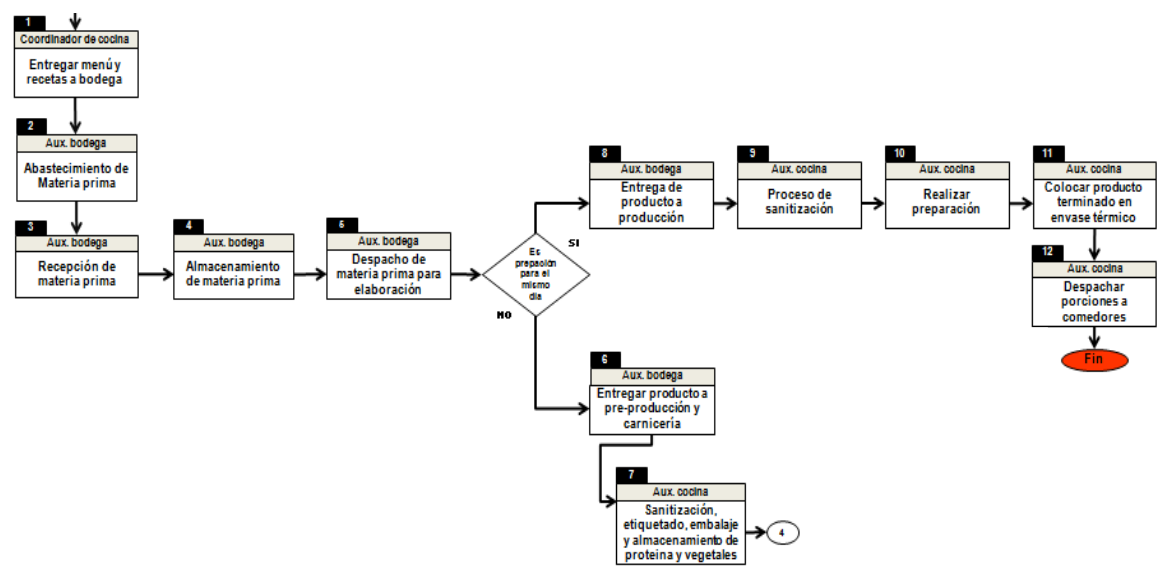 1
Coordinador de cocina
Entregar menú y
recetas a bodega
2
Aux. bodega
Abastecimiento de
Materia prima
3
Aux. bodega
Recepción de
materia prima
4
Aux. bodega
Almacenamiento
de materia prima
5
Aux. bodega
Despacho de
materia prima para
elaboración
Es
prepación
para el
mismo
dia
SI
NO
8
Aux. bodega
Entrega de
producto a
producción
9
Aux. cocina
Proceso de
sanitización
10
Aux. cocina
Realizar
preparación
11
Aux. cocina
Colocar producto
terminado en
envase térmico
12
Aux. cocina
Despachar
porciones a
comedores
Fin
6
Aux. bodega
Entregar producto a
pre-producción y
carnicería
7
Aux. cocina
Sanitización,
etiquetado, embalaje
y almacenamiento de
proteina y vegetales
4